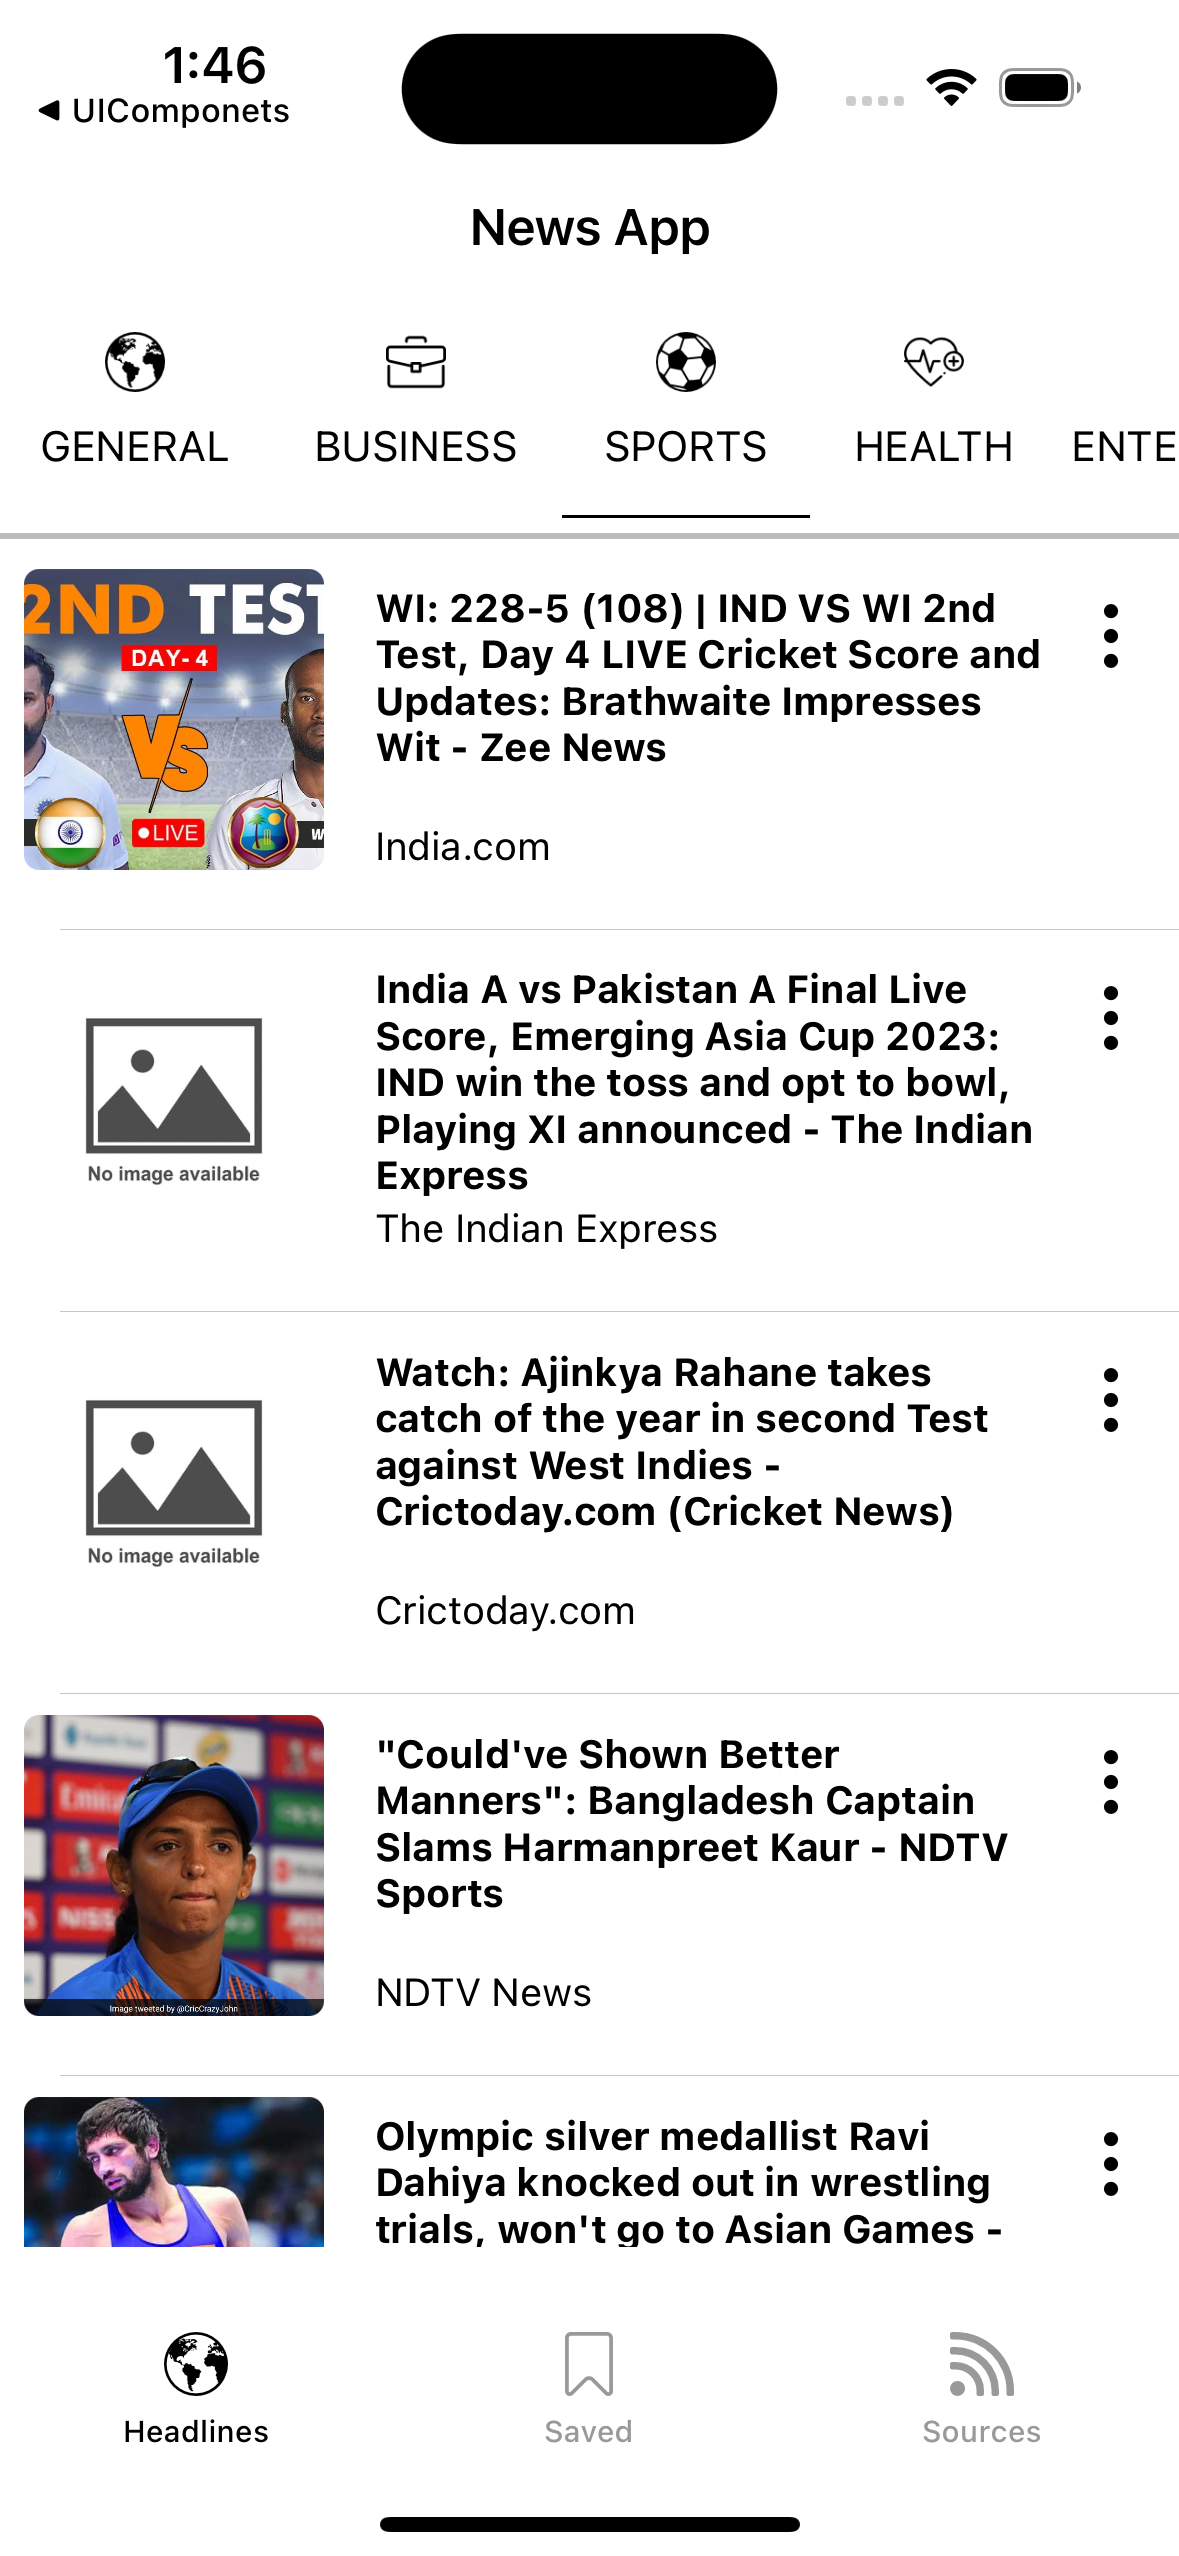 1:46
◀ UIComponets
News App
GENERAL
BUSINESS
SPORTS
HEALTH
ENTE
2ND TEST
DAY- 4
VS
LIVE
W
WI: 228-5 (108) | IND VS WI 2nd
Test, Day 4 LIVE Cricket Score and
Updates: Brathwaite Impresses
Wit - Zee News
India.com
No image available
India A vs Pakistan A Final Live
Score, Emerging Asia Cup 2023:
IND win the toss and opt to bowl,
Playing XI announced - The Indian
Express
The Indian Express
No image available
Watch: Ajinkya Rahane takes
catch of the year in second Test
against West Indies -
Crictoday.com (Cricket News)
Crictoday.com
Emira
NISS
Image tweeted by @CricCrazyJohn
"Could've Shown Better
Manners": Bangladesh Captain
Slams Harmanpreet Kaur - NDTV
Sports
NDTV News
Olympic silver medallist Ravi
Dahiya knocked out in wrestling
trials, won't go to Asian Games -
Headlines
Saved
Sources